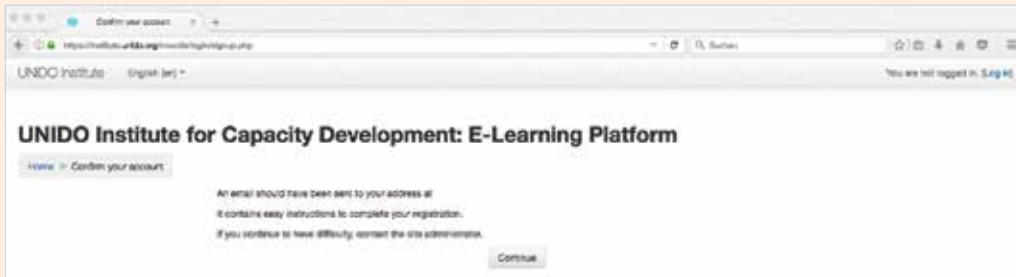 Confirm your account
https://institute.unido.org/moodle/login/signup.php
Suchen
UNIDO Institute English (en)
You are not logged in. (Log in)
UNIDO Institute for Capacity Development: E-Learning Platform
Home Confirm your account
An email should have been sent to your address at
It contains easy instructions to complete your registration.
If you continue to have difficulty, contact the site administrator.
Continue